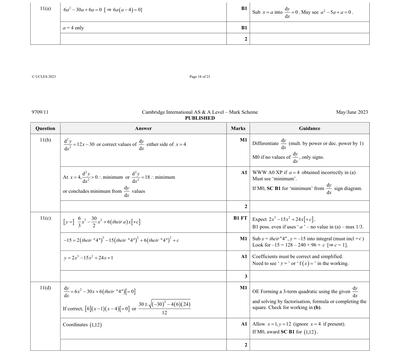 11(a)
6x² − 30x + 6a = 0 [⇒ 6a(a − 4) = 0]
B1
Sub x = a into dy/dx = 0. May see a² − 5a + a = 0.
a = 4 only
B1
2
© UCLES 2023
Page 16 of 21
9709/11
Cambridge International AS & A Level – Mark Scheme
May/June 2023
PUBLISHED
Question
Answer
Marks
Guidance
11(b)
d²y/dx² = 12x − 30 or correct values of dy/dx either side of x = 4
M1
Differentiate dy/dx (mult. by power or dec. power by 1)
M0 if no values of dy/dx, only signs.
At x = 4, d²y/dx² > 0 ∴ minimum or d²y/dx² = 18 ∴ minimum
or concludes minimum from dy/dx values
A1
WWW A0 XP if a = 4 obtained incorrectly in (a)
Must see 'minimum'.
If M0, SC B1 for 'minimum' from dy/dx sign diagram.
2
11(c)
[y =] 6/3 x³ − 30/2 x² + 6(their a)x[+c]
B1 FT
Expect 2x³ − 15x² + 24x[+c].
B1 poss. even if uses 'a' – no value in (a) - max 1/3.
−15 = 2(their "4")³ − 15(their "4")² + 6(their "4")² + c
M1
Sub x = their "4", y = −15 into integral (must incl +c)
Look for −15 = 128 − 240 + 96 + c [⇒ c = 1].
y = 2x³ − 15x² + 24x + 1
A1
Coefficients must be correct and simplified.
Need to see 'y =' or 'f(x) =' in the working.
3
11(d)
dy/dx = 6x² − 30x + 6(their "4")[= 0]
If correct, [6](x − 1)(x − 4)[= 0] or (30 ± √((−30)² − 4(6)(24)))/12
M1
OE Forming a 3-term quadratic using the given dy/dx
and solving by factorisation, formula or completing the
square. Check for working in (b).
Coordinates (1,12)
A1
Allow x = 1, y = 12 (ignore x = 4 if present).
If M0, award SC B1 for (1,12).
2